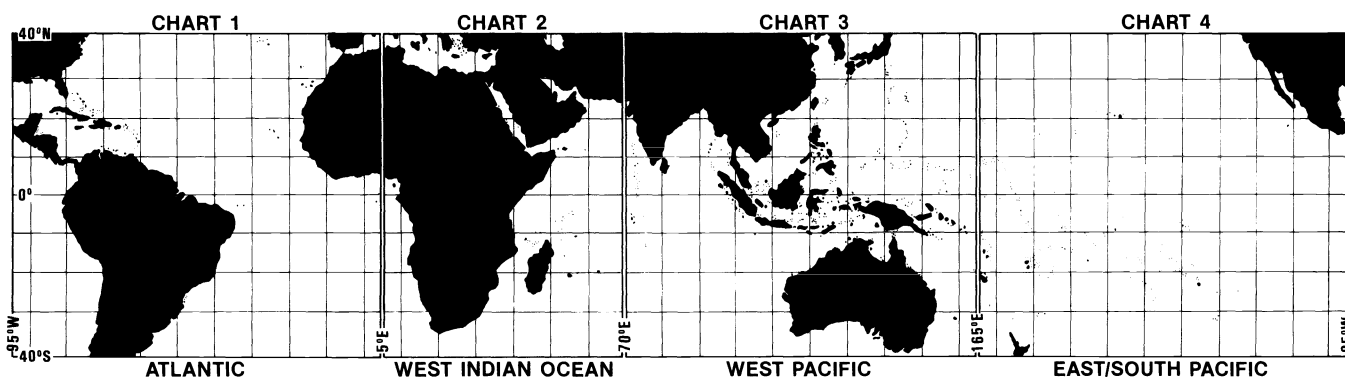 CHART 1
CHART 2
CHART 3
CHART 4
40°N
0°
40°S
95°W
5°E
70°E
165°E
95°W
ATLANTIC
WEST INDIAN OCEAN
WEST PACIFIC
EAST/SOUTH PACIFIC